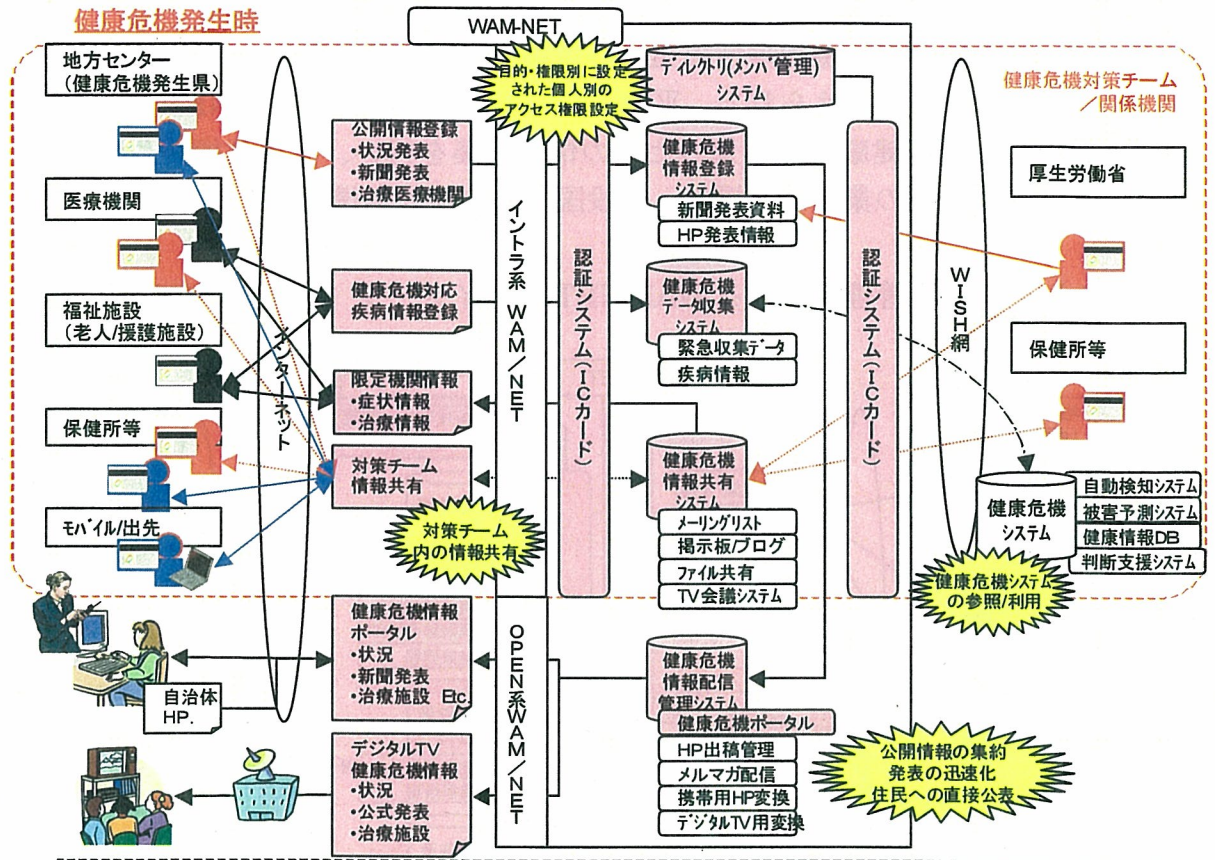 健康危機発生時
WAM-NET
地方センター
(健康危機発生県)
医療機関
福祉施設
(老人/援護施設)
保健所等
モバイル/出先
インターネット
公開情報登録
・状況発表
・新聞発表
・治療医療機関
健康危機対応
疾病情報登録
限定機関情報
・症状情報
・治療情報
対策チーム
情報共有
対策チーム
内の情報共有
目的・権限別に設定
された個人別の
アクセス権限設定
イントラ系 WAM/NET
認証システム(ICカード)
ディレクトリ(メンバ管理)
システム
健康危機
情報登録
システム
新聞発表資料
HP発表情報
健康危機
データ収集
システム
緊急収集データ
疾病情報
健康危機
情報共有
システム
メーリングリスト
掲示板/ブログ
ファイル共有
TV会議システム
認証システム(ICカード)
WISH網
健康危機対策チーム
/関係機関
厚生労働省
保健所等
健康危機
システム
自動検知システム
被害予測システム
健康情報DB
判断支援システム
健康危機システム
の参照/利用
自治体
HP.
健康危機情報
ポータル
・状況
・新聞発表
・治療施設 Etc.
デジタルTV
健康危機情報
・状況
・公式発表
・治療施設
OPEN系WAM/NET
健康危機
情報配信
管理システム
健康危機ポータル
HP出稿管理
メルマガ配信
携帯用HP変換
デジタルTV用変換
公開情報の集約
発表の迅速化
住民への直接公表